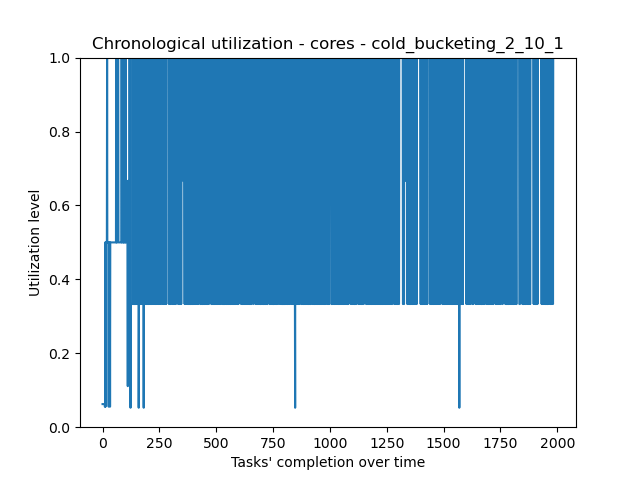 Chronological utilization - cores - cold_bucketing_2_10_1
1.0
0.8
0.6
0.4
0.2
0.0
Utilization level
0 250 500 750 1000 1250 1500 1750 2000
Tasks' completion over time